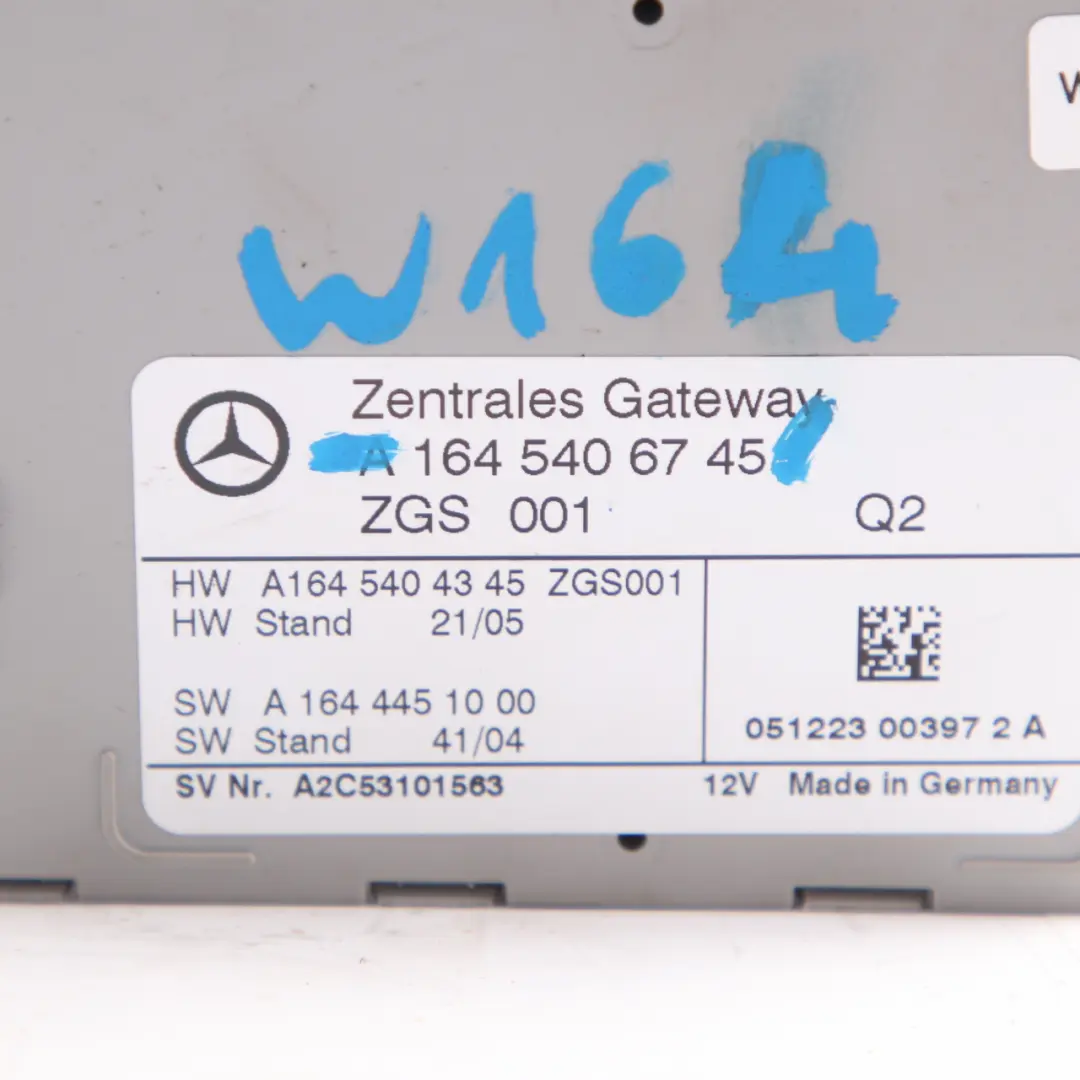 W
W164
Zentrales Gateway
A 164 540 67 45
ZGS 001 Q2
HW A164 540 43 45 ZGS001
HW Stand 21/05
SW A 164 445 10 00
SW Stand 41/04
051223 00397 2 A
SV Nr. A2C53101563 12V Made in Germany